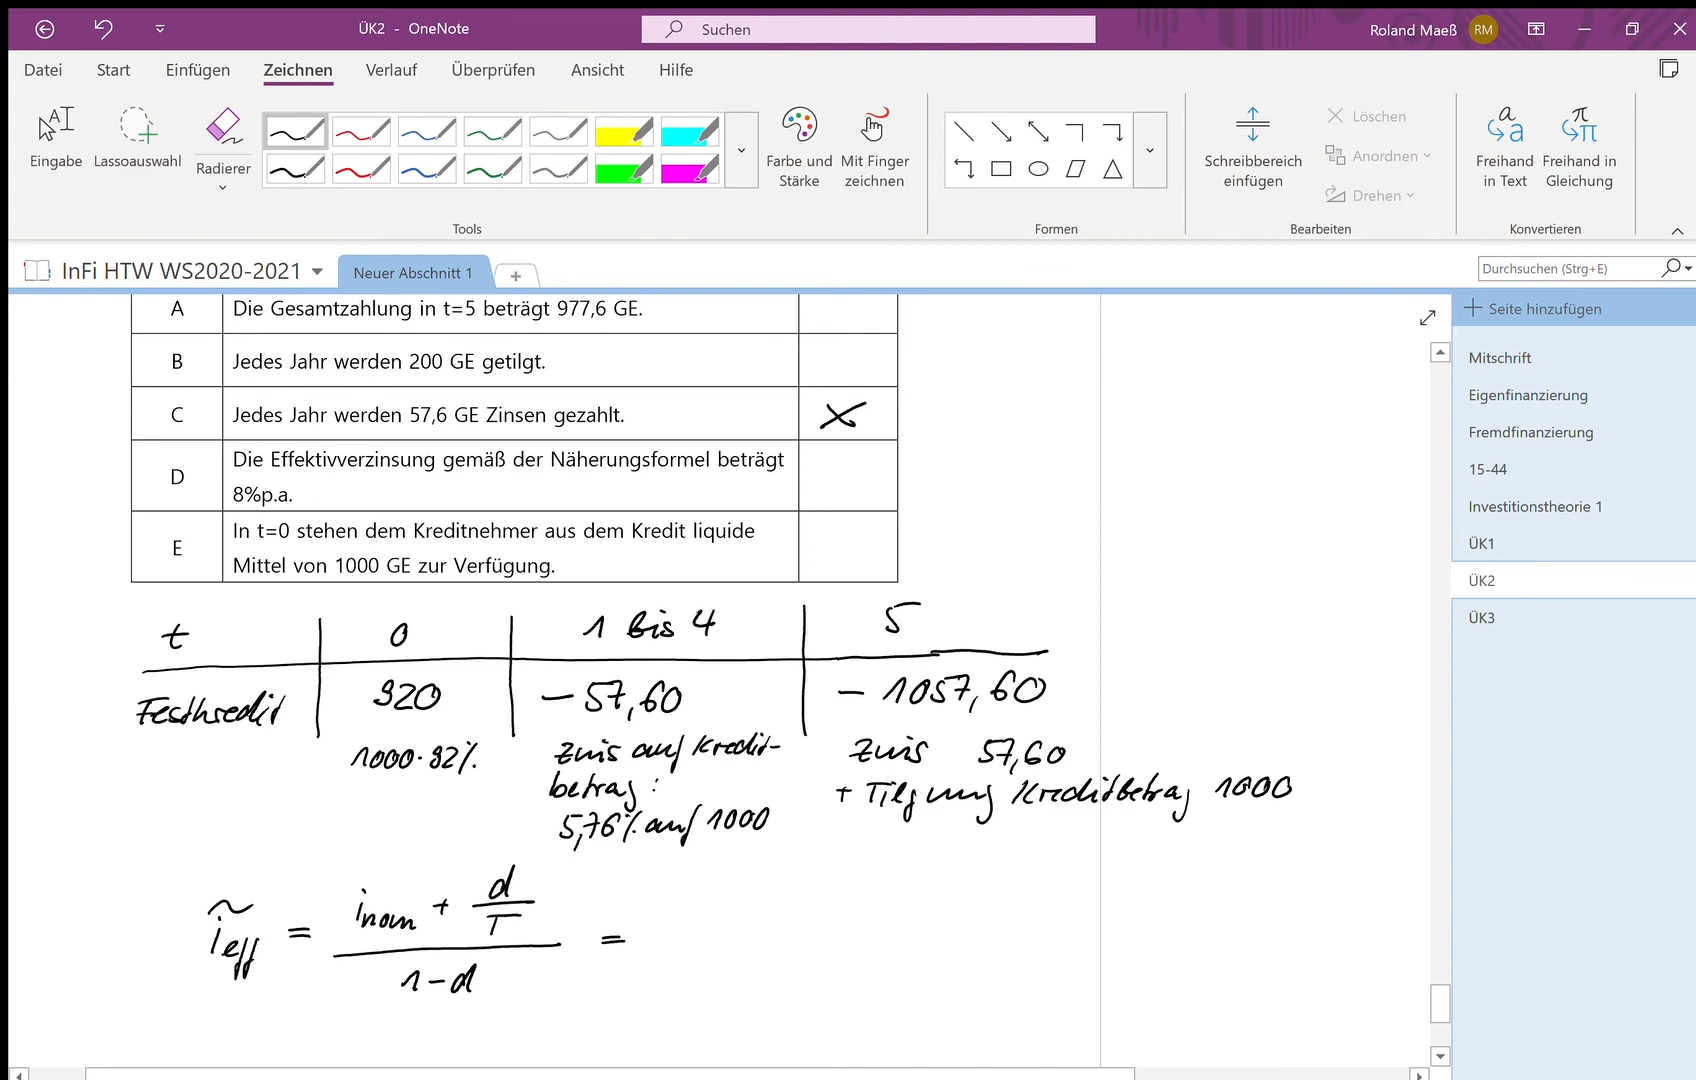 ÜK2 - OneNote
Suchen
Roland Maeß RM
Datei Start Einfügen Zeichnen Verlauf Überprüfen Ansicht Hilfe
Eingabe
Lassoauswahl
Radierer
Farbe und Stärke
Mit Finger zeichnen
Schreibbereich einfügen
Löschen
Anordnen
Drehen
Freihand in Text
Freihand in Gleichung
Tools
Formen
Bearbeiten
Konvertieren
InFi HTW WS2020-2021
Neuer Abschnitt 1
+
Durchsuchen (Strg+E)
A Die Gesamtzahlung in t=5 beträgt 977,6 GE.
B Jedes Jahr werden 200 GE getilgt.
C Jedes Jahr werden 57,6 GE Zinsen gezahlt. X
D Die Effektivverzinsung gemäß der Näherungsformel beträgt
8%p.a.
E In t=0 stehen dem Kreditnehmer aus dem Kredit liquide
Mittel von 1000 GE zur Verfügung.
t 0 1 bis 4 5
Festkredit 920 -57,60 -1057,60
1000·92%
Zins auf Kredit-
betrag:
5,76% auf 1000
Zins 57,60
+ Tilgung Kreditbetrag 1000
ĩeff = (inom + d/T) / (1-d) =
Seite hinzufügen
Mitschrift
Eigenfinanzierung
Fremdfinanzierung
15-44
Investitionstheorie 1
ÜK1
ÜK2
ÜK3